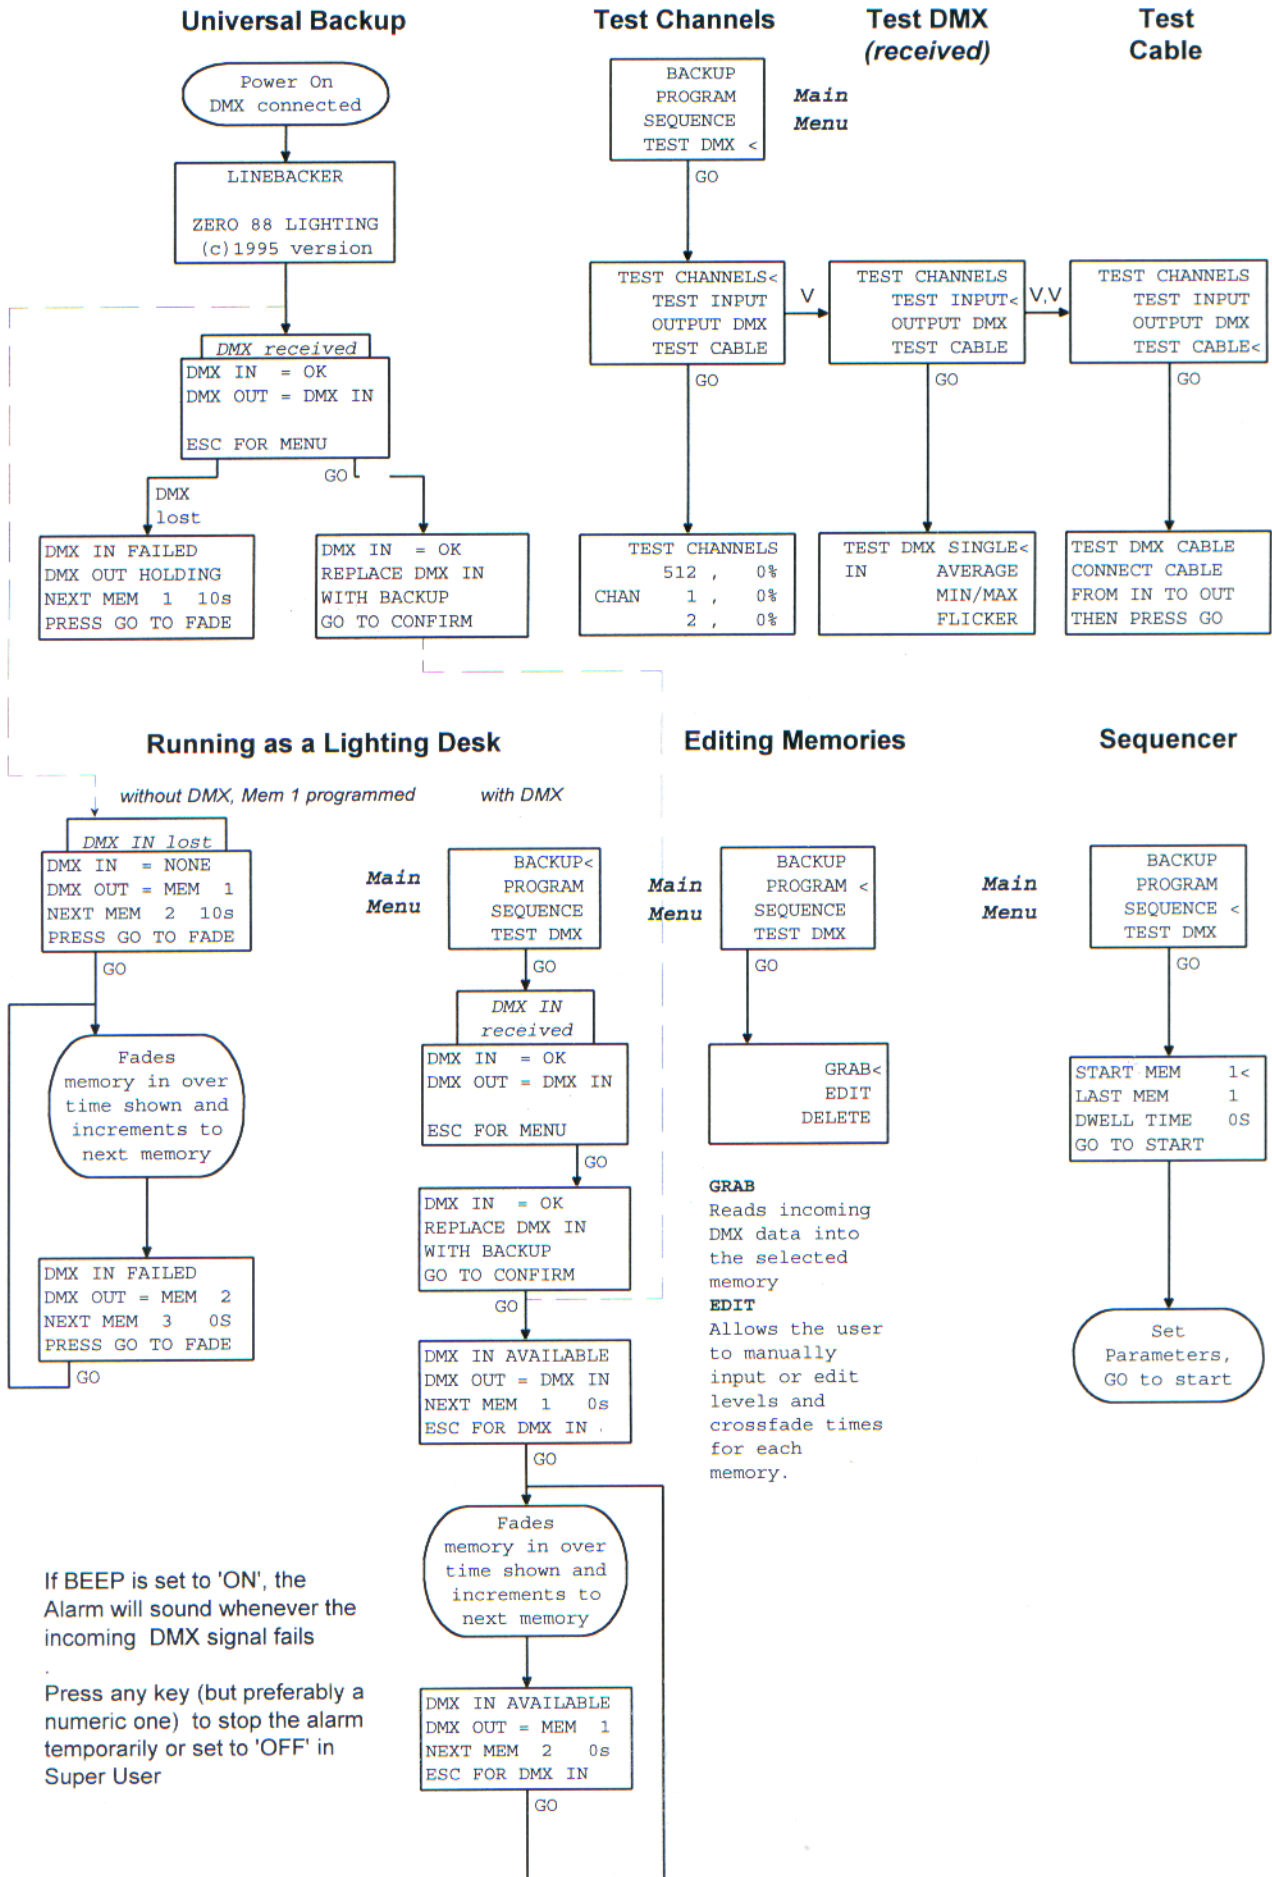 Universal Backup
Power On
DMX connected
LINEBACKER
ZERO 88 LIGHTING
(c)1995 version
DMX received
DMX IN = OK
DMX OUT = DMX IN
ESC FOR MENU
DMX
lost
GO
DMX IN FAILED
DMX OUT HOLDING
NEXT MEM 1 10s
PRESS GO TO FADE
DMX IN = OK
REPLACE DMX IN
WITH BACKUP
GO TO CONFIRM
Test Channels
BACKUP
PROGRAM
SEQUENCE
TEST DMX <
Main
Menu
GO
TEST CHANNELS<
TEST INPUT
OUTPUT DMX
TEST CABLE
GO
TEST CHANNELS
512 , 0%
CHAN 1 , 0%
2 , 0%
Test DMX
(received)
V
TEST CHANNELS
TEST INPUT<
OUTPUT DMX
TEST CABLE
GO
TEST DMX SINGLE<
IN AVERAGE
MIN/MAX
FLICKER
Test
Cable
V,V
TEST CHANNELS
TEST INPUT
OUTPUT DMX
TEST CABLE<
GO
TEST DMX CABLE
CONNECT CABLE
FROM IN TO OUT
THEN PRESS GO
Running as a Lighting Desk
without DMX, Mem 1 programmed
DMX IN lost
DMX IN = NONE
DMX OUT = MEM 1
NEXT MEM 2 10s
PRESS GO TO FADE
GO
Fades
memory in over
time shown and
increments to
next memory
DMX IN FAILED
DMX OUT = MEM 2
NEXT MEM 3 0S
PRESS GO TO FADE
GO
with DMX
Main
Menu
BACKUP<
PROGRAM
SEQUENCE
TEST DMX
GO
DMX IN
received
DMX IN = OK
DMX OUT = DMX IN
ESC FOR MENU
GO
DMX IN = OK
REPLACE DMX IN
WITH BACKUP
GO TO CONFIRM
GO
DMX IN AVAILABLE
DMX OUT = DMX IN
NEXT MEM 1 0s
ESC FOR DMX IN
GO
Fades
memory in over
time shown and
increments to
next memory
DMX IN AVAILABLE
DMX OUT = MEM 1
NEXT MEM 2 0s
ESC FOR DMX IN
GO
Editing Memories
Main
Menu
BACKUP
PROGRAM <
SEQUENCE
TEST DMX
GO
GRAB<
EDIT
DELETE
GRAB
Reads incoming
DMX data into
the selected
memory
EDIT
Allows the user
to manually
input or edit
levels and
crossfade times
for each
memory.
Sequencer
Main
Menu
BACKUP
PROGRAM
SEQUENCE <
TEST DMX
GO
START MEM 1<
LAST MEM 1
DWELL TIME 0S
GO TO START
Set
Parameters,
GO to start
If BEEP is set to 'ON', the
Alarm will sound whenever the
incoming DMX signal fails
.
Press any key (but preferably a
numeric one) to stop the alarm
temporarily or set to 'OFF' in
Super User